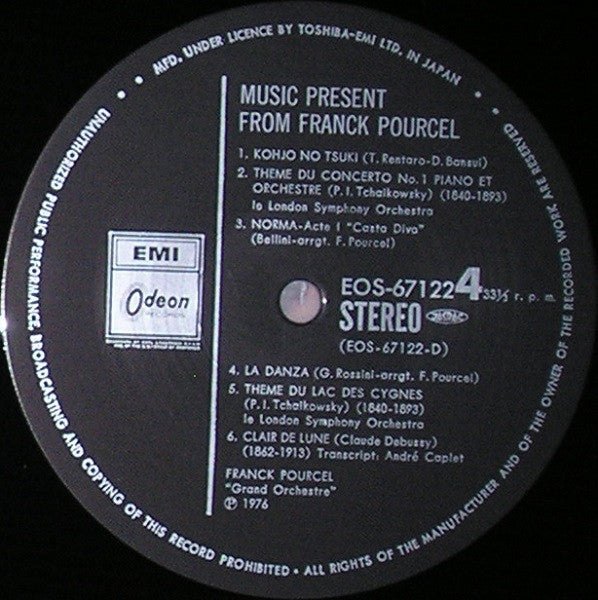 • MFD. UNDER LICENCE BY TOSHIBA-EMI LTD. IN JAPAN •
UNAUTHORIZED PUBLIC PERFORMANCE, BROADCASTING AND COPYING OF THIS RECORD PROHIBITED • ALL RIGHTS OF THE MANUFACTURER AND OF THE OWNER OF THE RECORDED WORK ARE RESERVED
MUSIC PRESENT
FROM FRANCK POURCEL
1. KOHJO NO TSUKI (T. Rentaro-D. Bansui)
2. THEME DU CONCERTO No. 1 PIANO ET
ORCHESTRE (P. I. Tchaikowsky) (1840-1893)
le London Symphony Orchestra
3. NORMA-Acte I "Casta Diva"
(Bellini-arrgt. F. Pourcel)
EMI
Odeon
EOS-67122 4 33⅓ r. p. m.
STEREO
(EOS-67122-D)
4. LA DANZA (G. Rossini-arrgt. F. Pourcel)
5. THEME DU LAC DES CYGNES
(P. I. Tchaikowsky) (1840-1893)
le London Symphony Orchestra
6. CLAIR DE LUNE (Claude Debussy)
(1862-1913) Transcript: André Caplet
FRANCK POURCEL
"Grand Orchestre"
℗ 1976